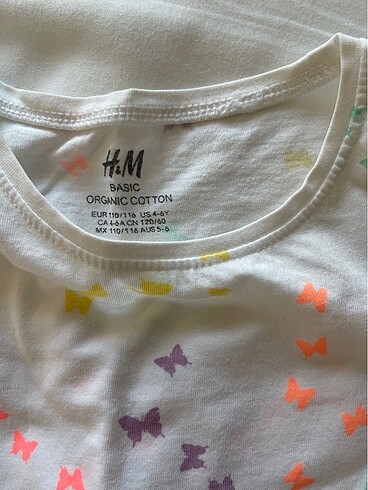 H&M
BASIC
ORGANIC COTTON
EUR 110/116 US 4-6Y
CA 4-6A CN 120/60
MX 110/116 AUS 5-6